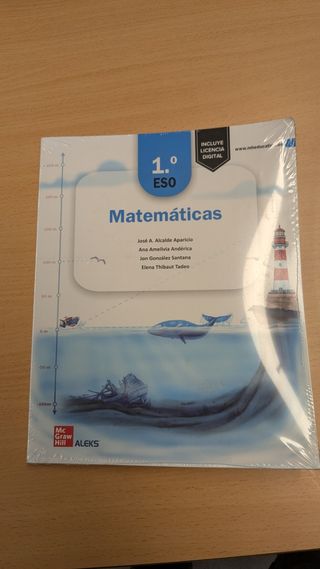 INCLUYE
LICENCIA
DIGITAL
1.º
ESO
Matemáticas
José A. Alcalde Aparicio
Ana Amelivia Andérica
Jon González Santana
Elena Thibaut Tadeo
0 m
Mc
Graw
Hill
ALEKS